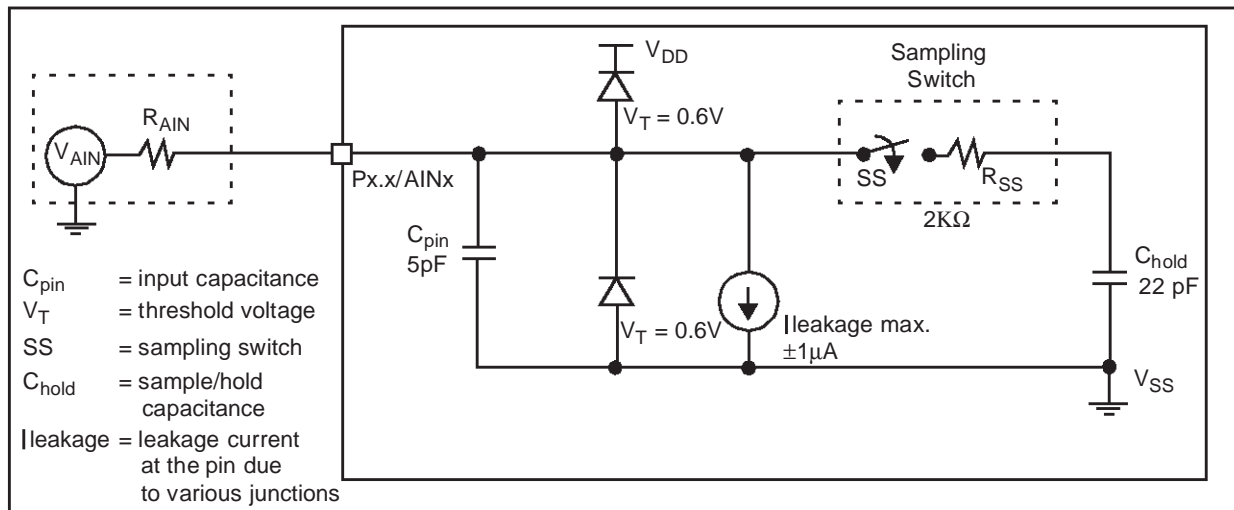 V_DD
Sampling
Switch
R_AIN
V_T = 0.6V
V_AIN
Px.x/AINx
SS
R_SS
2KΩ
C_pin
5pF
C_hold
22 pF
V_T = 0.6V
I leakage max.
±1µA
V_SS
C_pin = input capacitance
V_T = threshold voltage
SS = sampling switch
C_hold = sample/hold
capacitance
I leakage = leakage current
at the pin due
to various junctions